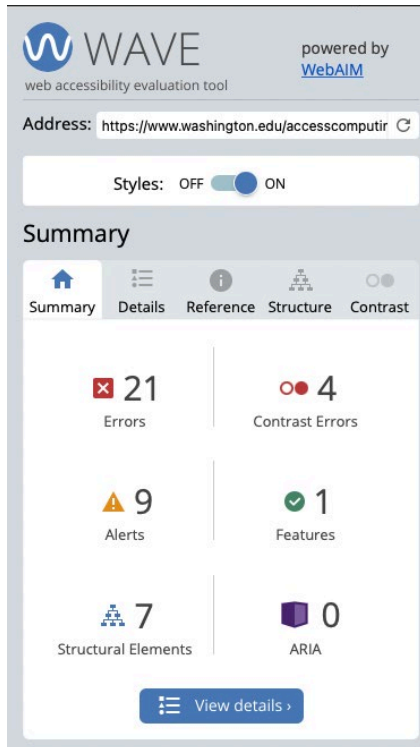 WAVE
web accessibility evaluation tool
powered by
WebAIM
Address: https://www.washington.edu/accesscomputir
Styles: OFF ON
Summary
Summary Details Reference Structure Contrast
21
Errors
4
Contrast Errors
9
Alerts
1
Features
7
Structural Elements
0
ARIA
View details ›